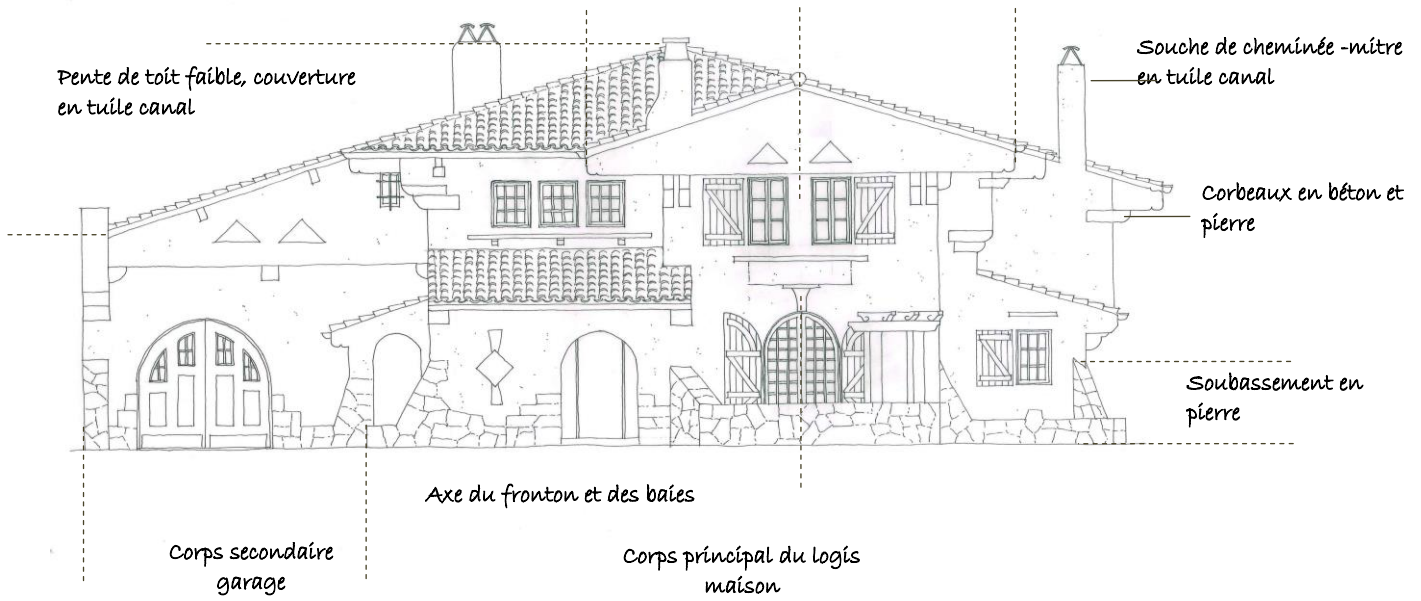 Pente de toit faible, couverture
en tuile canal
Souche de cheminée -mitre
en tuile canal
Corbeaux en béton et
pierre
Soubassement en
pierre
Axe du fronton et des baies
Corps secondaire
garage
Corps principal du logis
maison